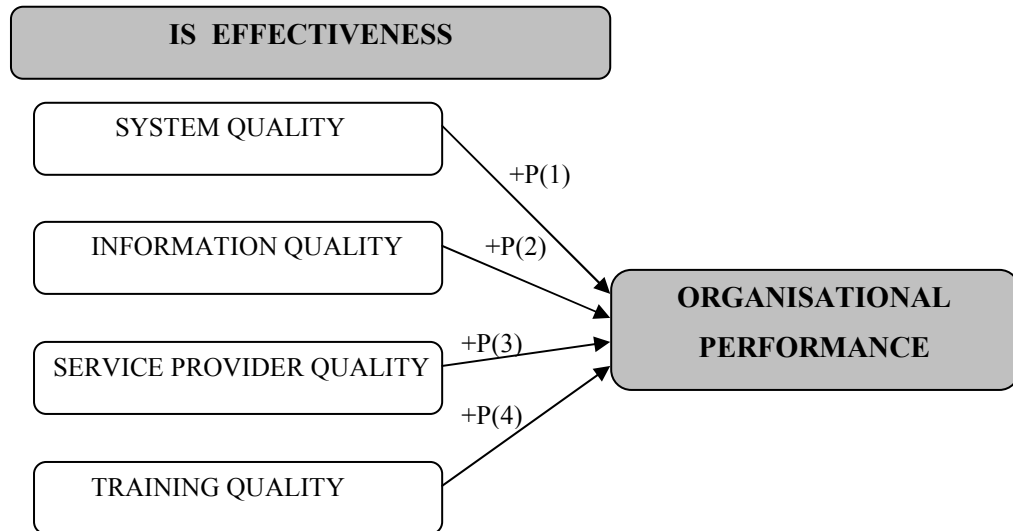 IS EFFECTIVENESS
SYSTEM QUALITY
+P(1)
INFORMATION QUALITY
+P(2)
ORGANISATIONAL
PERFORMANCE
+P(3)
SERVICE PROVIDER QUALITY
+P(4)
TRAINING QUALITY